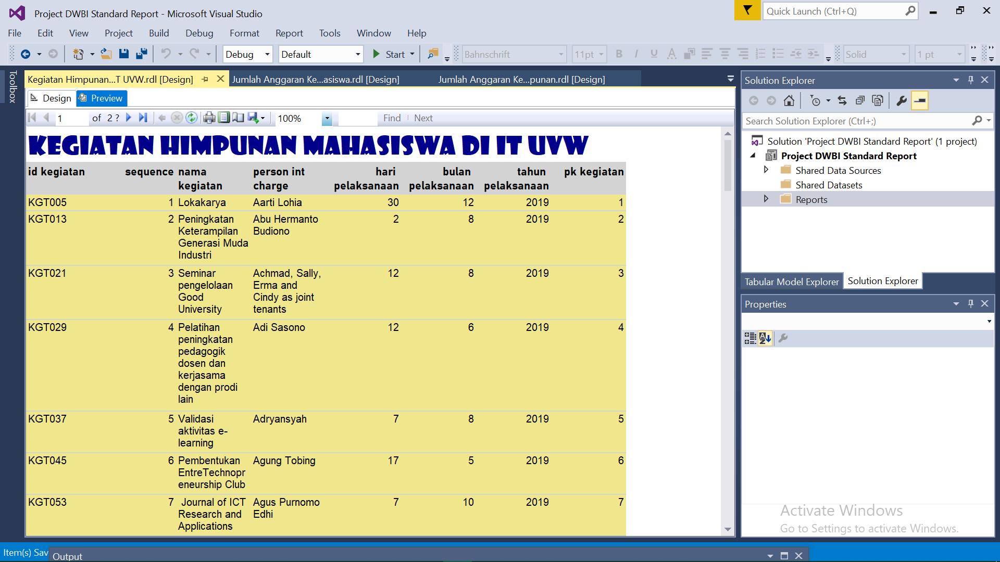 Project DWBI Standard Report - Microsoft Visual Studio
Quick Launch (Ctrl+Q)
File Edit View Project Build Debug Format Report Tools Window Help
Debug Default Start Bahnschrift 11pt B I U A Solid 1 pt
Toolbox
Kegiatan Himpunan...T UVW.rdl [Design] Jumlah Anggaran Ke...asiswa.rdl [Design] Jumlah Anggaran Ke...punan.rdl [Design]
Design Preview
1 of 2 ? 100% Find Next
KEGIATAN HIMPUNAN MAHASISWA DI IT UVW
id kegiatan sequence nama person int hari bulan tahun pk kegiatan
kegiatan charge pelaksanaan pelaksanaan pelaksanaan
KGT005 1 Lokakarya Aarti Lohia 30 12 2019 1
KGT013 2 Peningkatan Abu Hermanto 2 8 2019 2
Keterampilan Budiono
Generasi Muda
Industri
KGT021 3 Seminar Achmad, Sally, 12 8 2019 3
pengelolaan Erma and
Good Cindy as joint
University tenants
KGT029 4 Pelatihan Adi Sasono 12 6 2019 4
peningkatan
pedagogik
dosen dan
kerjasama
dengan prodi
lain
KGT037 5 Validasi Adryansyah 7 8 2019 5
aktivitas e-
learning
KGT045 6 Pembentukan Agung Tobing 17 5 2019 6
EntreTechnopr
eneurship Club
KGT053 7 Journal of ICT Agus Purnomo 7 10 2019 7
Research and Edhi
Applications
Solution Explorer
Search Solution Explorer (Ctrl+;)
Solution 'Project DWBI Standard Report' (1 project)
Project DWBI Standard Report
Shared Data Sources
Shared Datasets
Reports
Tabular Model Explorer Solution Explorer
Properties
Activate Windows
Go to Settings to activate Windows.
Item(s) Sav
Output